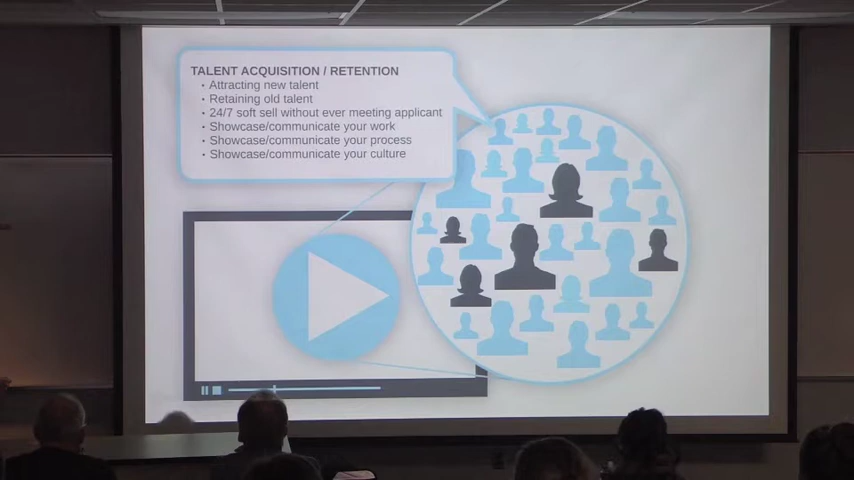 TALENT ACQUISITION / RETENTION
• Attracting new talent
• Retaining old talent
• 24/7 soft sell without ever meeting applicant
• Showcase/communicate your work
• Showcase/communicate your process
• Showcase/communicate your culture